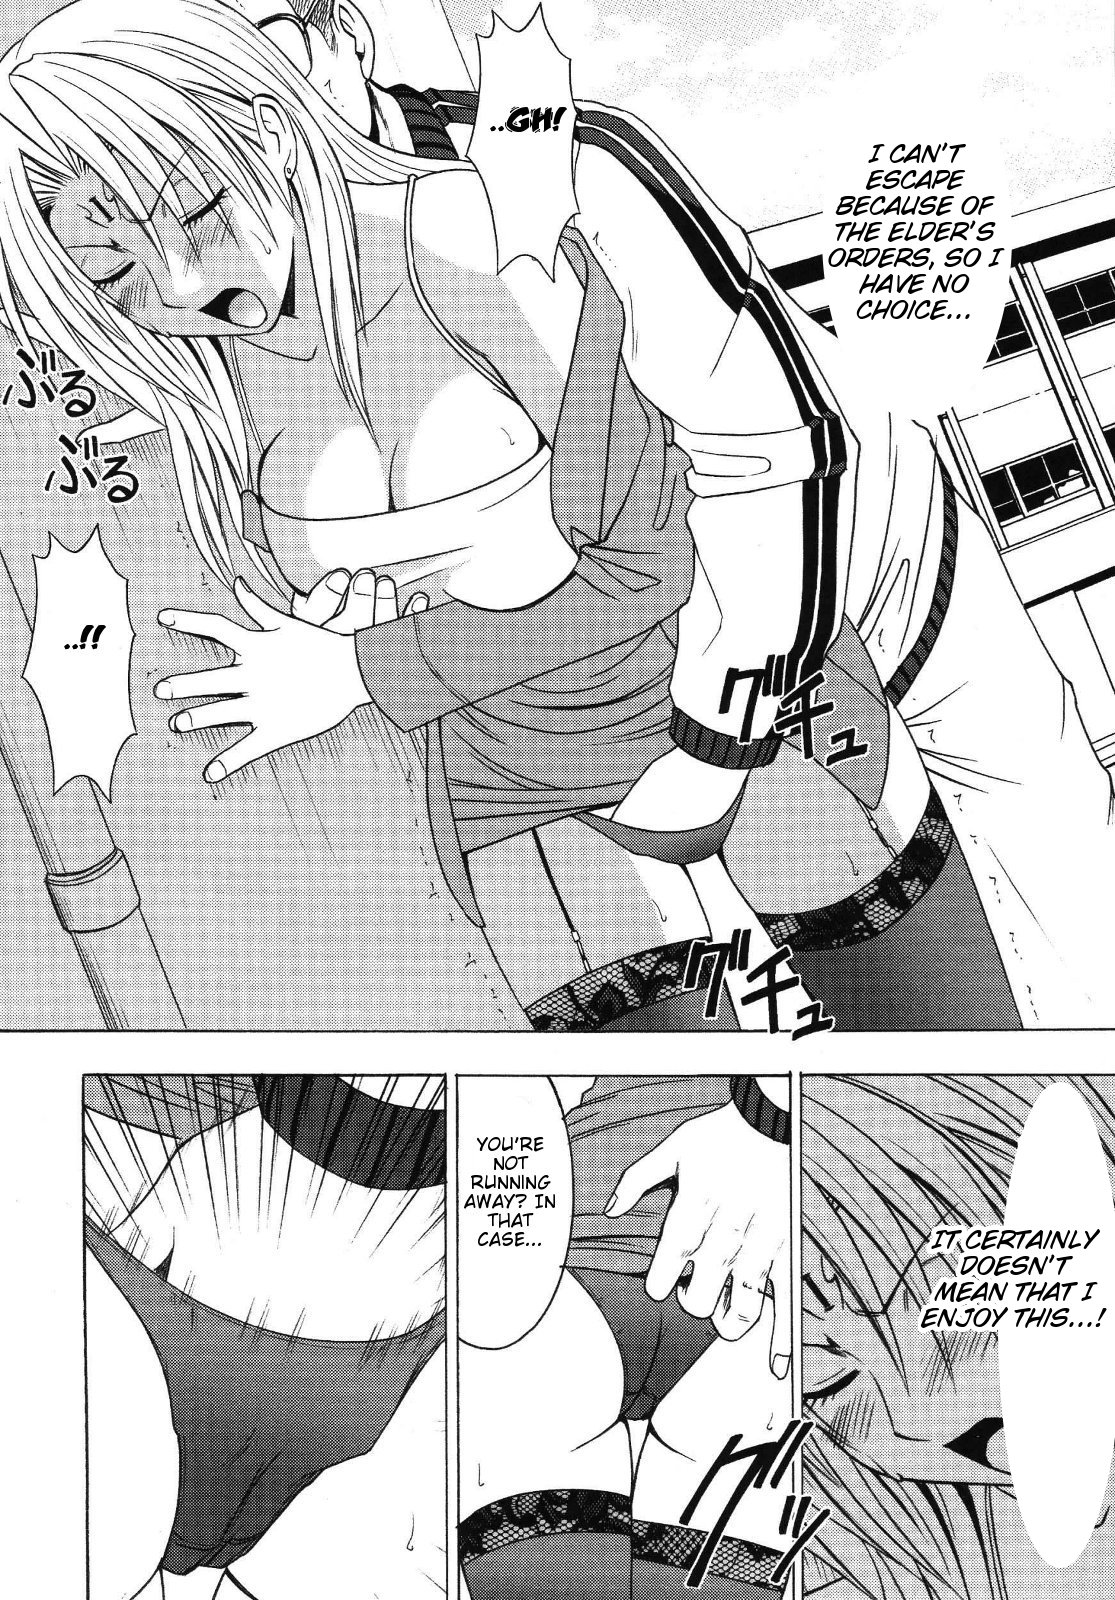 I CAN'T
ESCAPE
BECAUSE OF
THE ELDER'S
ORDERS, SO I
HAVE NO
CHOICE...
..GH!
ぶる
ぶる
..!!
グチュ
グチュ
IT CERTAINLY
DOESN'T
MEAN THAT I
ENJOY THIS...!
YOU'RE
NOT
RUNNING
AWAY? IN
THAT
CASE...
グッ